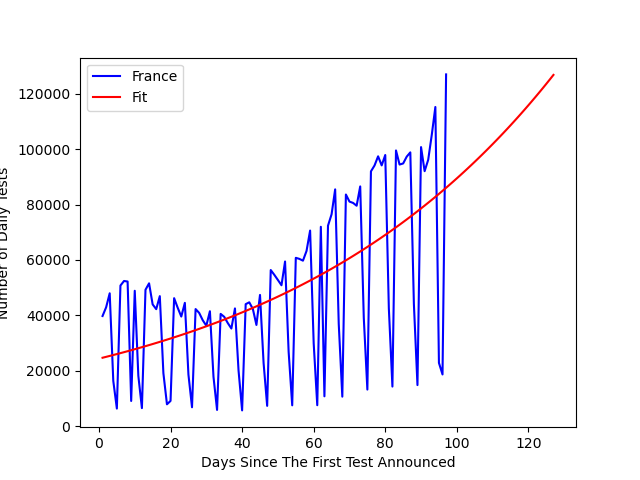 France
Fit
120000
100000
80000
60000
40000
20000
0
Number of Daily Tests
0 20 40 60 80 100 120
Days Since The First Test Announced